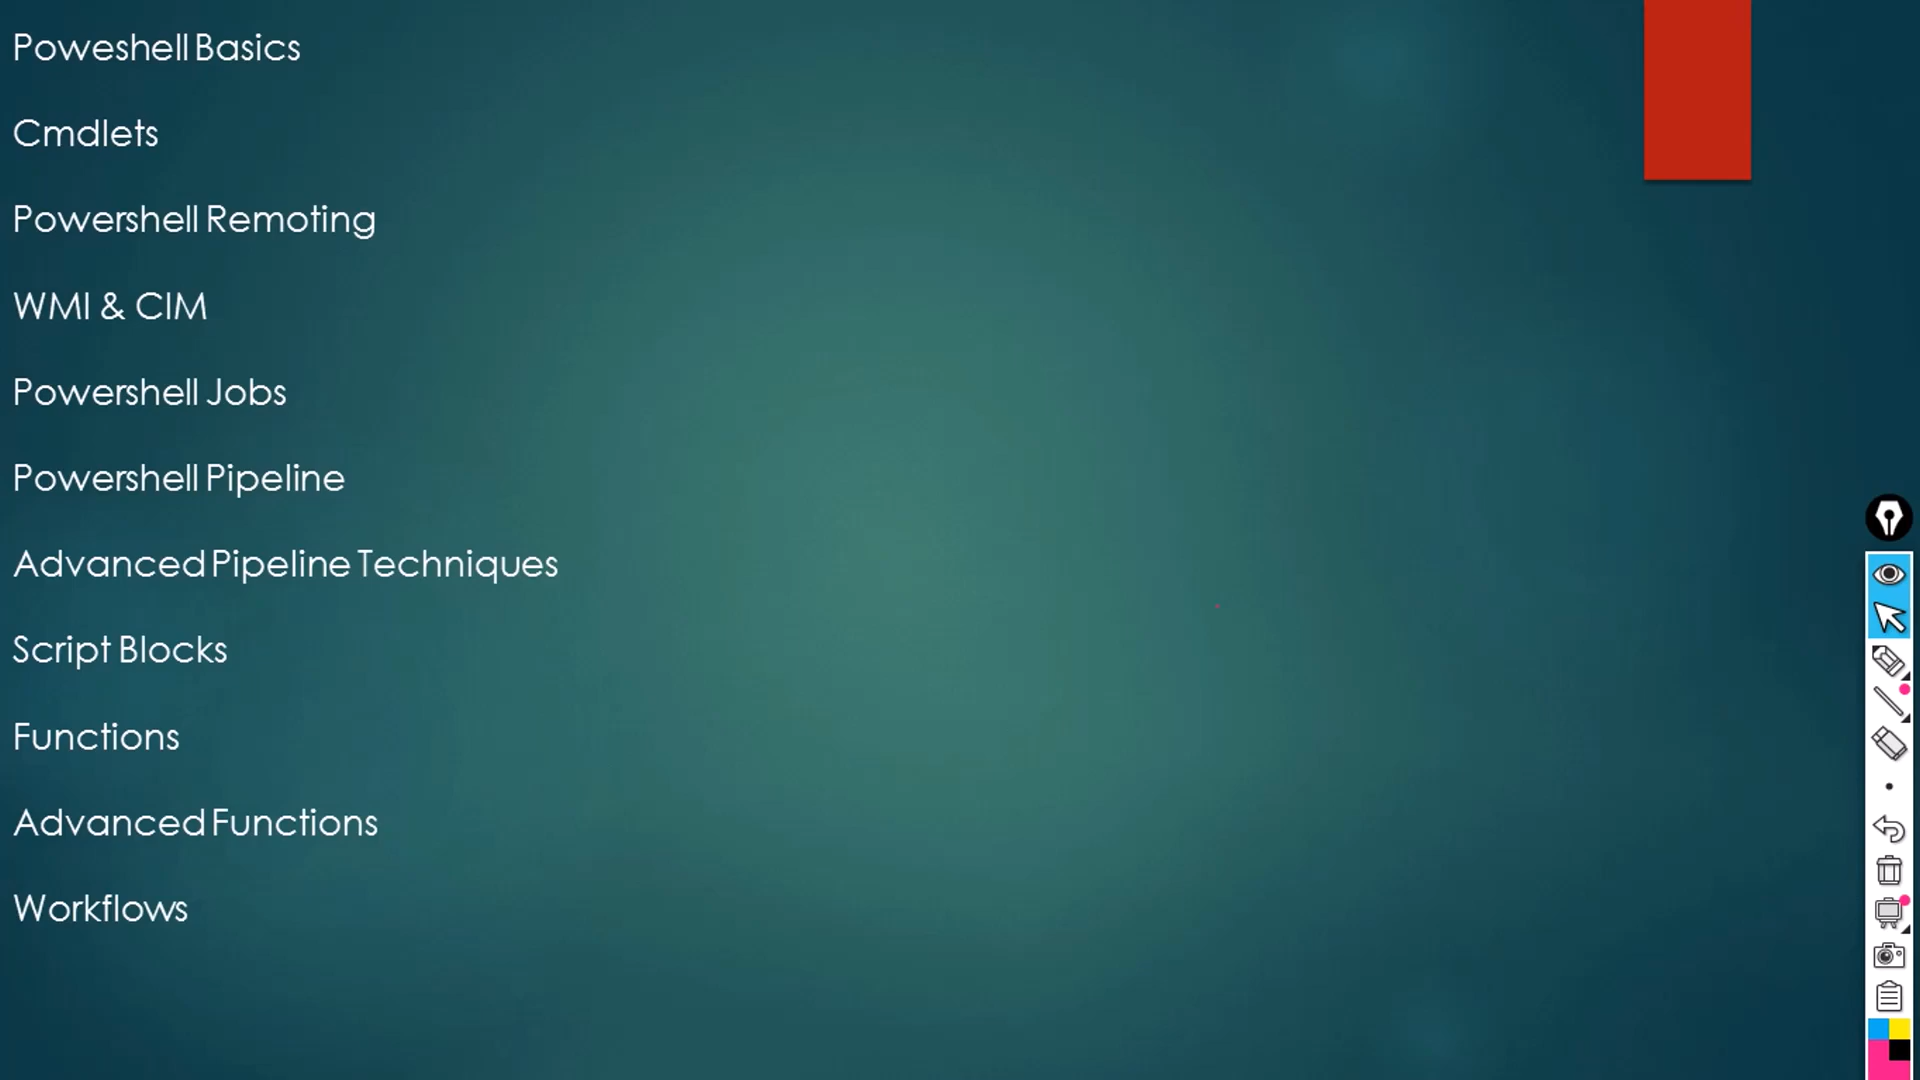 Poweshell Basics
Cmdlets
Powershell Remoting
WMI & CIM
Powershell Jobs
Powershell Pipeline
Advanced Pipeline Techniques
Script Blocks
Functions
Advanced Functions
Workflows